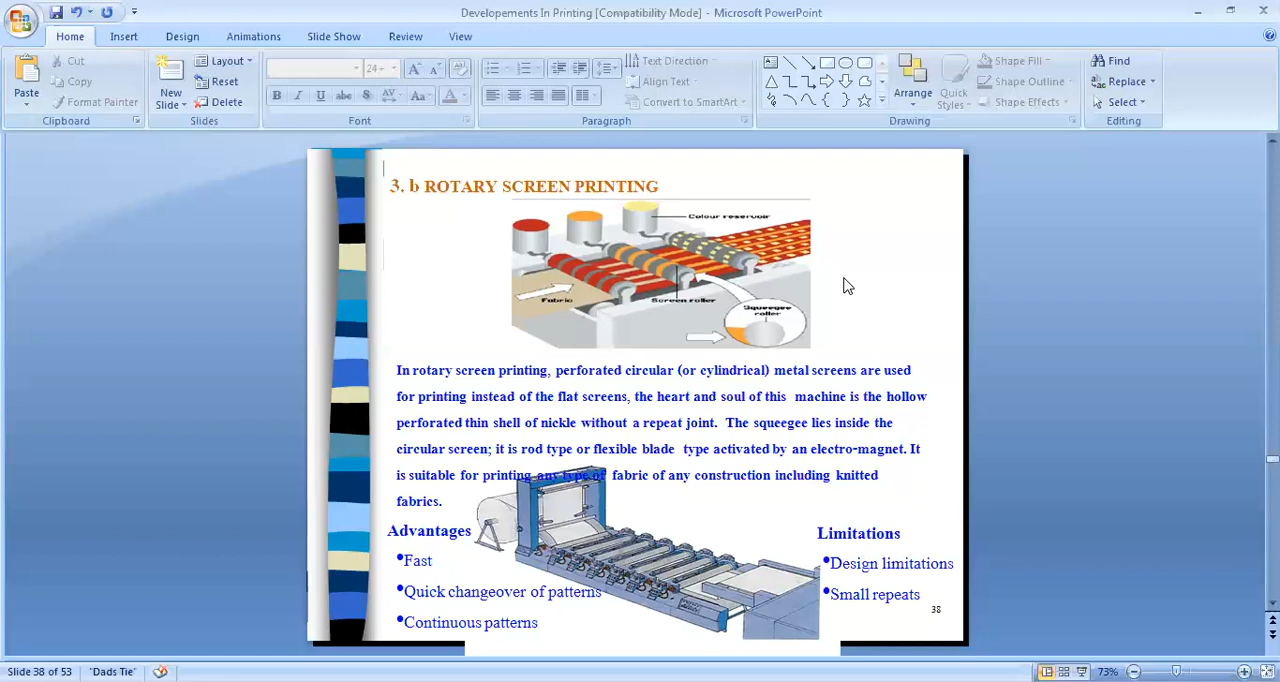 Developements In Printing [Compatibility Mode] - Microsoft PowerPoint
Home Insert Design Animations Slide Show Review View
Paste
Cut
Copy
Format Painter
Clipboard
New
Slide
Layout
Reset
Delete
Slides
24
B I U abc S AV Aa A
Font
Text Direction
Align Text
Convert to SmartArt
Paragraph
Arrange
Quick
Styles
Shape Fill
Shape Outline
Shape Effects
Drawing
Find
Replace
Select
Editing
3. b ROTARY SCREEN PRINTING
Colour reservoir
Fabric
Screen roller
Squeegee
roller
In rotary screen printing, perforated circular (or cylindrical) metal screens are used
for printing instead of the flat screens, the heart and soul of this machine is the hollow
perforated thin shell of nickle without a repeat joint. The squeegee lies inside the
circular screen; it is rod type or flexible blade type activated by an electro-magnet. It
is suitable for printing any type of fabric of any construction including knitted
fabrics.
Advantages
•Fast
•Quick changeover of patterns
•Continuous patterns
Limitations
•Design limitations
•Small repeats
38
Slide 38 of 53 "Dads Tie" 73%